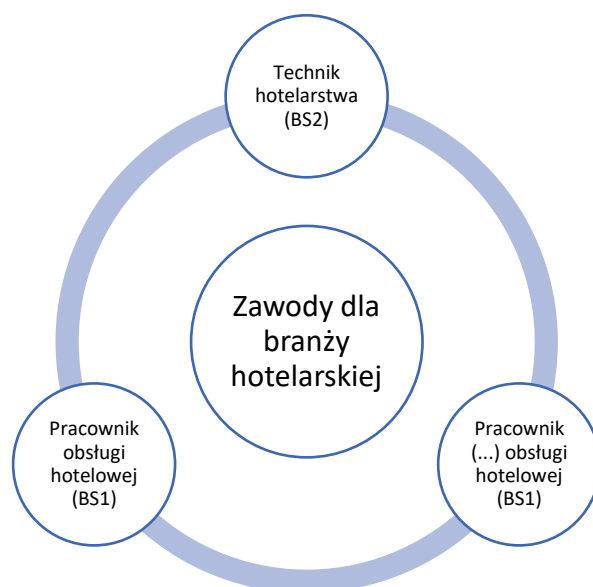 Technik
hotelarstwa
(BS2)
Zawody dla
branży
hotelarskiej
Pracownik
obsługi
hotelowej
(BS1)
Pracownik
(...) obsługi
hotelowej
(BS1)